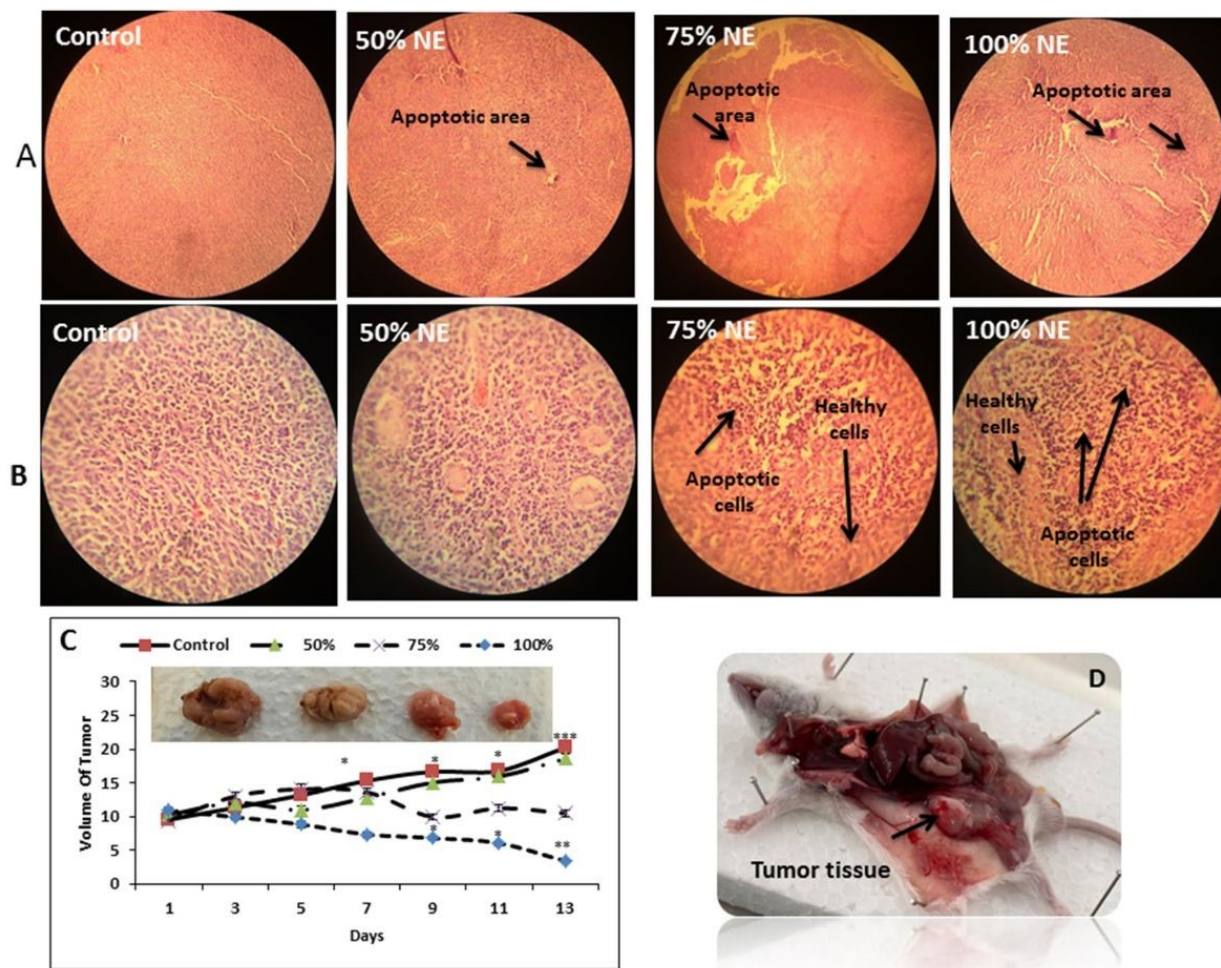 Control
50% NE
75% NE
100% NE
Apoptotic area
Apoptotic
area
Apoptotic area
A
Control
50% NE
75% NE
100% NE
Apoptotic
cells
Healthy
cells
Healthy
cells
Apoptotic
cells
B
C
Control 50% 75% 100%
Volume Of Tumor
30
25
20
15
10
5
0
* * * ***
* * **
1 3 5 7 9 11 13
Days
D
Tumor tissue